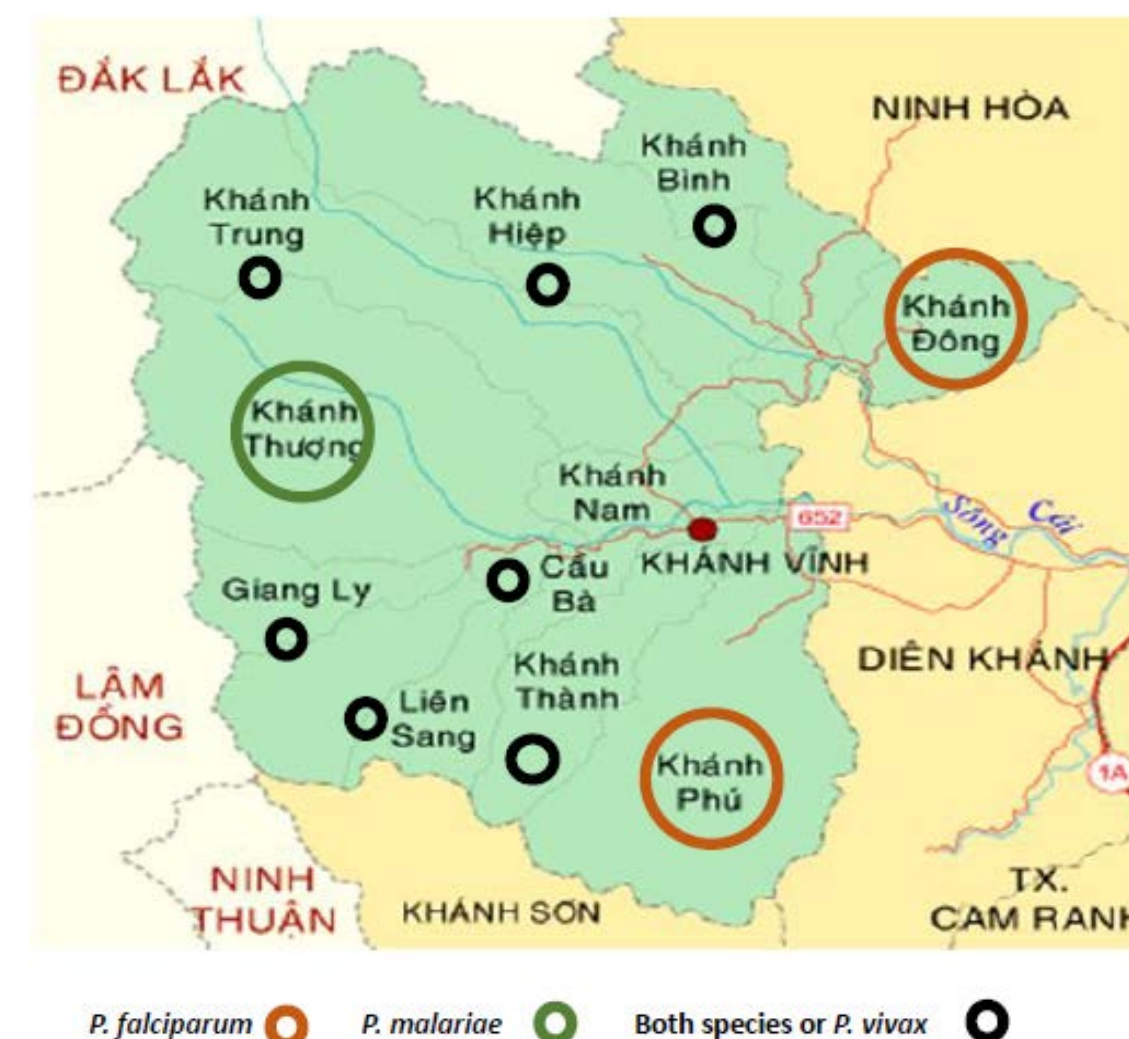 ĐẮK LẮK
NINH HÒA
Khánh
Bình
Khánh
Trung
Khánh
Hiệp
Khánh
Đông
Khánh
Thượng
Khánh
Nam
652
Sông Cái
KHÁNH VĨNH
Cầu
Bà
Giang Ly
Khánh
Thành
DIÊN KHÁNH
LÂM
ĐỒNG
Liên
Sang
Khánh
Phú
1A
NINH
THUẬN
KHÁNH SƠN
TX.
CAM RANH
P. falciparum
P. malariae
Both species or P. vivax